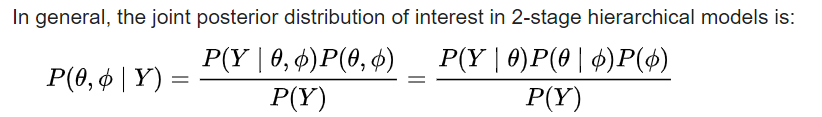 In general, the joint posterior distribution of interest in 2-stage hierarchical models is:
P(θ, ϕ | Y) = P(Y | θ, ϕ)P(θ, ϕ) / P(Y) = P(Y | θ)P(θ | ϕ)P(ϕ) / P(Y)